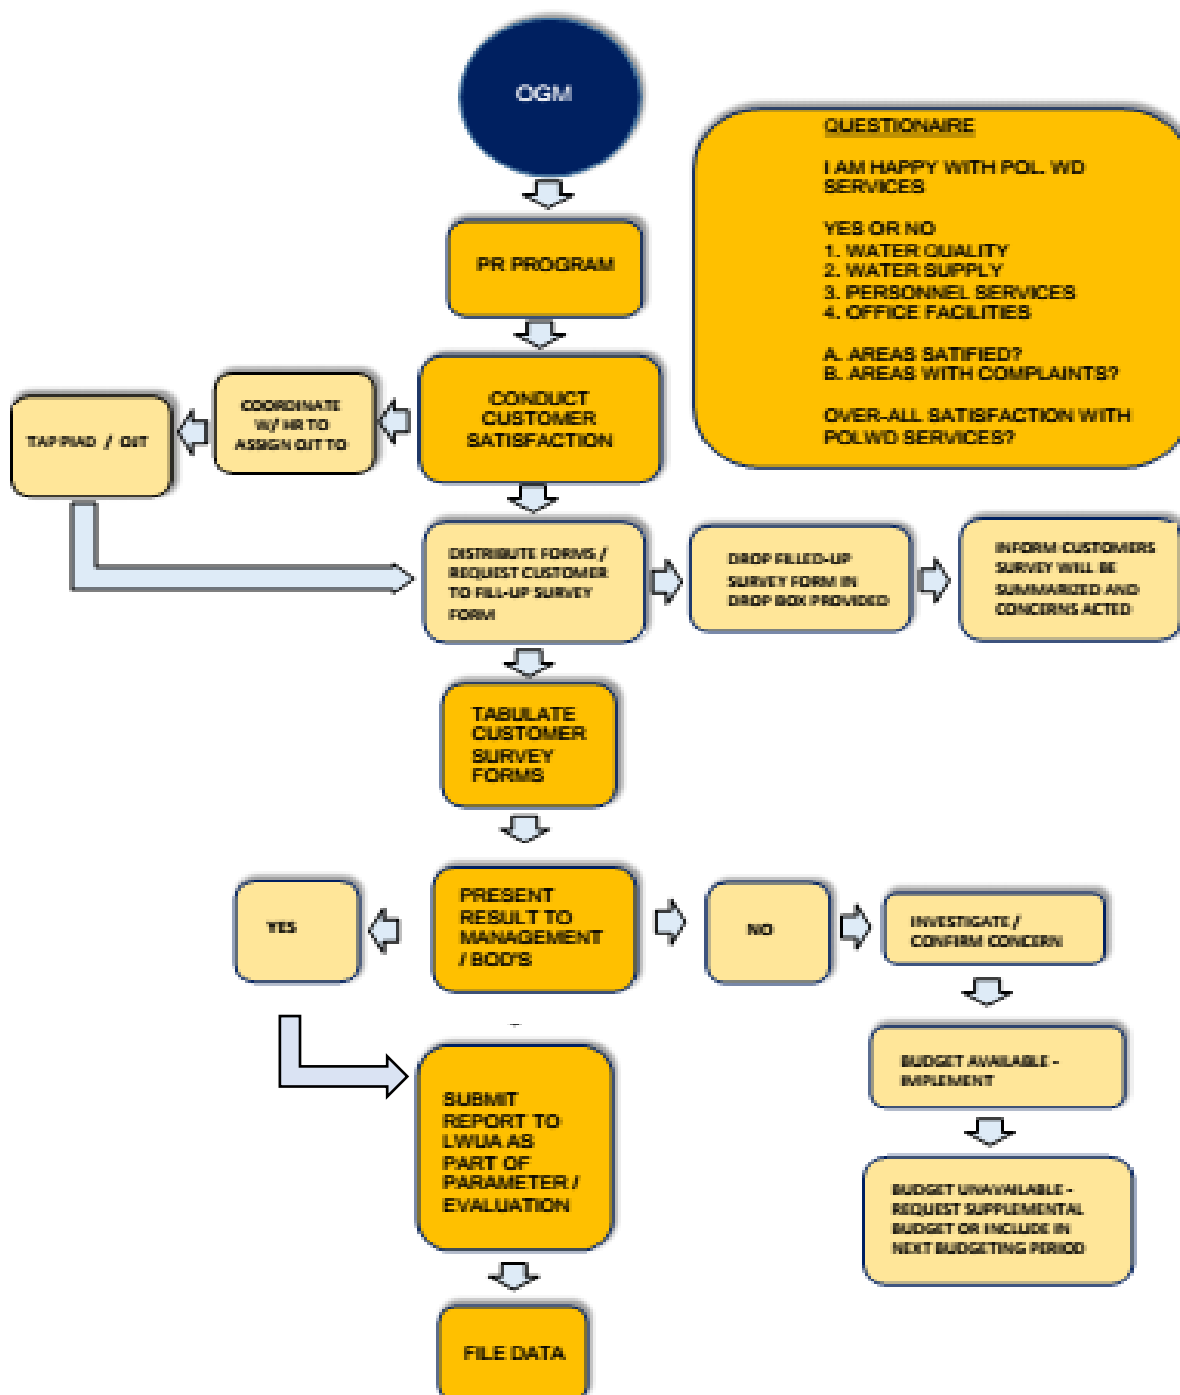 OGM
QUESTIONAIRE
I AM HAPPY WITH POL. WD
SERVICES
YES OR NO
1. WATER QUALITY
2. WATER SUPPLY
3. PERSONNEL SERVICES
4. OFFICE FACILITIES
A. AREAS SATIFIED?
B. AREAS WITH COMPLAINTS?
OVER-ALL SATISFACTION WITH
POLWD SERVICES?
PR PROGRAM
CONDUCT
CUSTOMER
SATISFACTION
COORDINATE
W/ HR TO
ASSIGN OJT TO
TAP PIAD / OJT
DISTRIBUTE FORMS /
REQUEST CUSTOMER
TO FILL-UP SURVEY
FORM
DROP FILLED-UP
SURVEY FORM IN
DROP BOX PROVIDED
INFORM CUSTOMERS
SURVEY WILL BE
SUMMARIZED AND
CONCERNS ACTED
TABULATE
CUSTOMER
SURVEY
FORMS
PRESENT
RESULT TO
MANAGEMENT
/ BOD'S
YES
NO
INVESTIGATE /
CONFIRM CONCERN
BUDGET AVAILABLE -
IMPLEMENT
BUDGET UNAVAILABLE -
REQUEST SUPPLEMENTAL
BUDGET OR INCLUDE IN
NEXT BUDGETING PERIOD
SUBMIT
REPORT TO
LWUA AS
PART OF
PARAMETER /
EVALUATION
FILE DATA